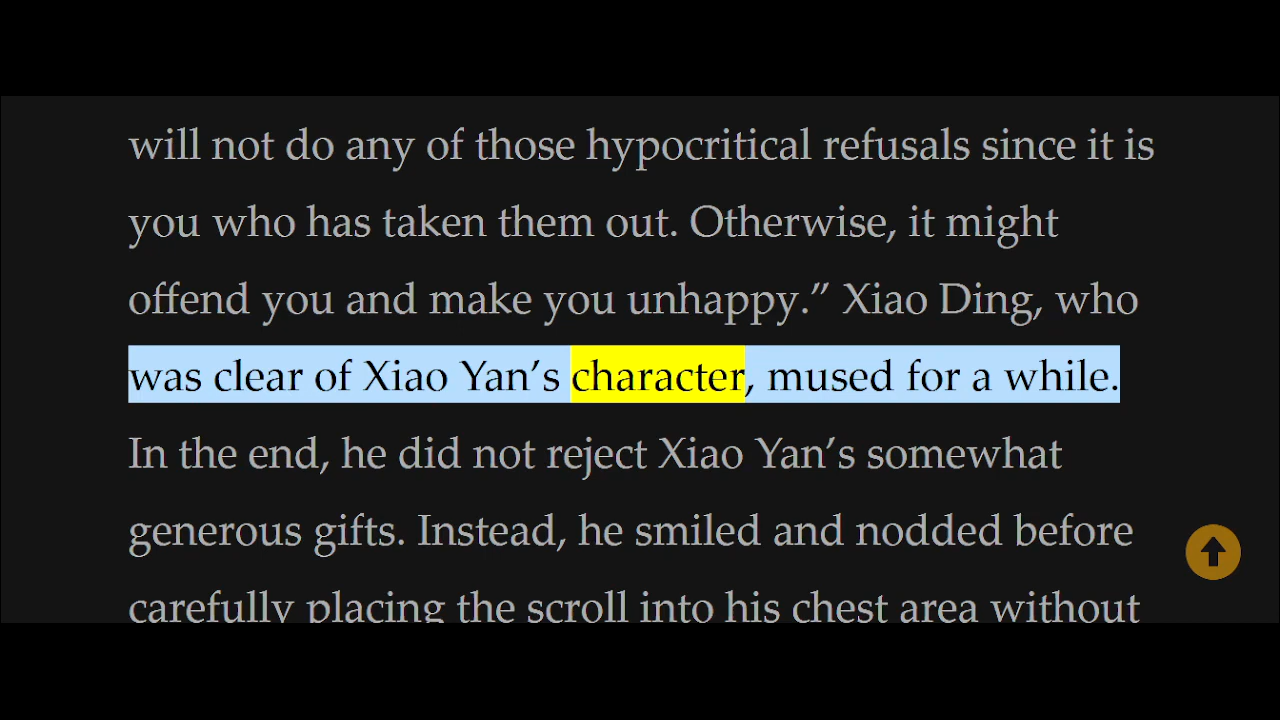 will not do any of those hypocritical refusals since it is
you who has taken them out. Otherwise, it might
offend you and make you unhappy.” Xiao Ding, who
was clear of Xiao Yan’s character, mused for a while.
In the end, he did not reject Xiao Yan’s somewhat
generous gifts. Instead, he smiled and nodded before
carefully placing the scroll into his chest area without